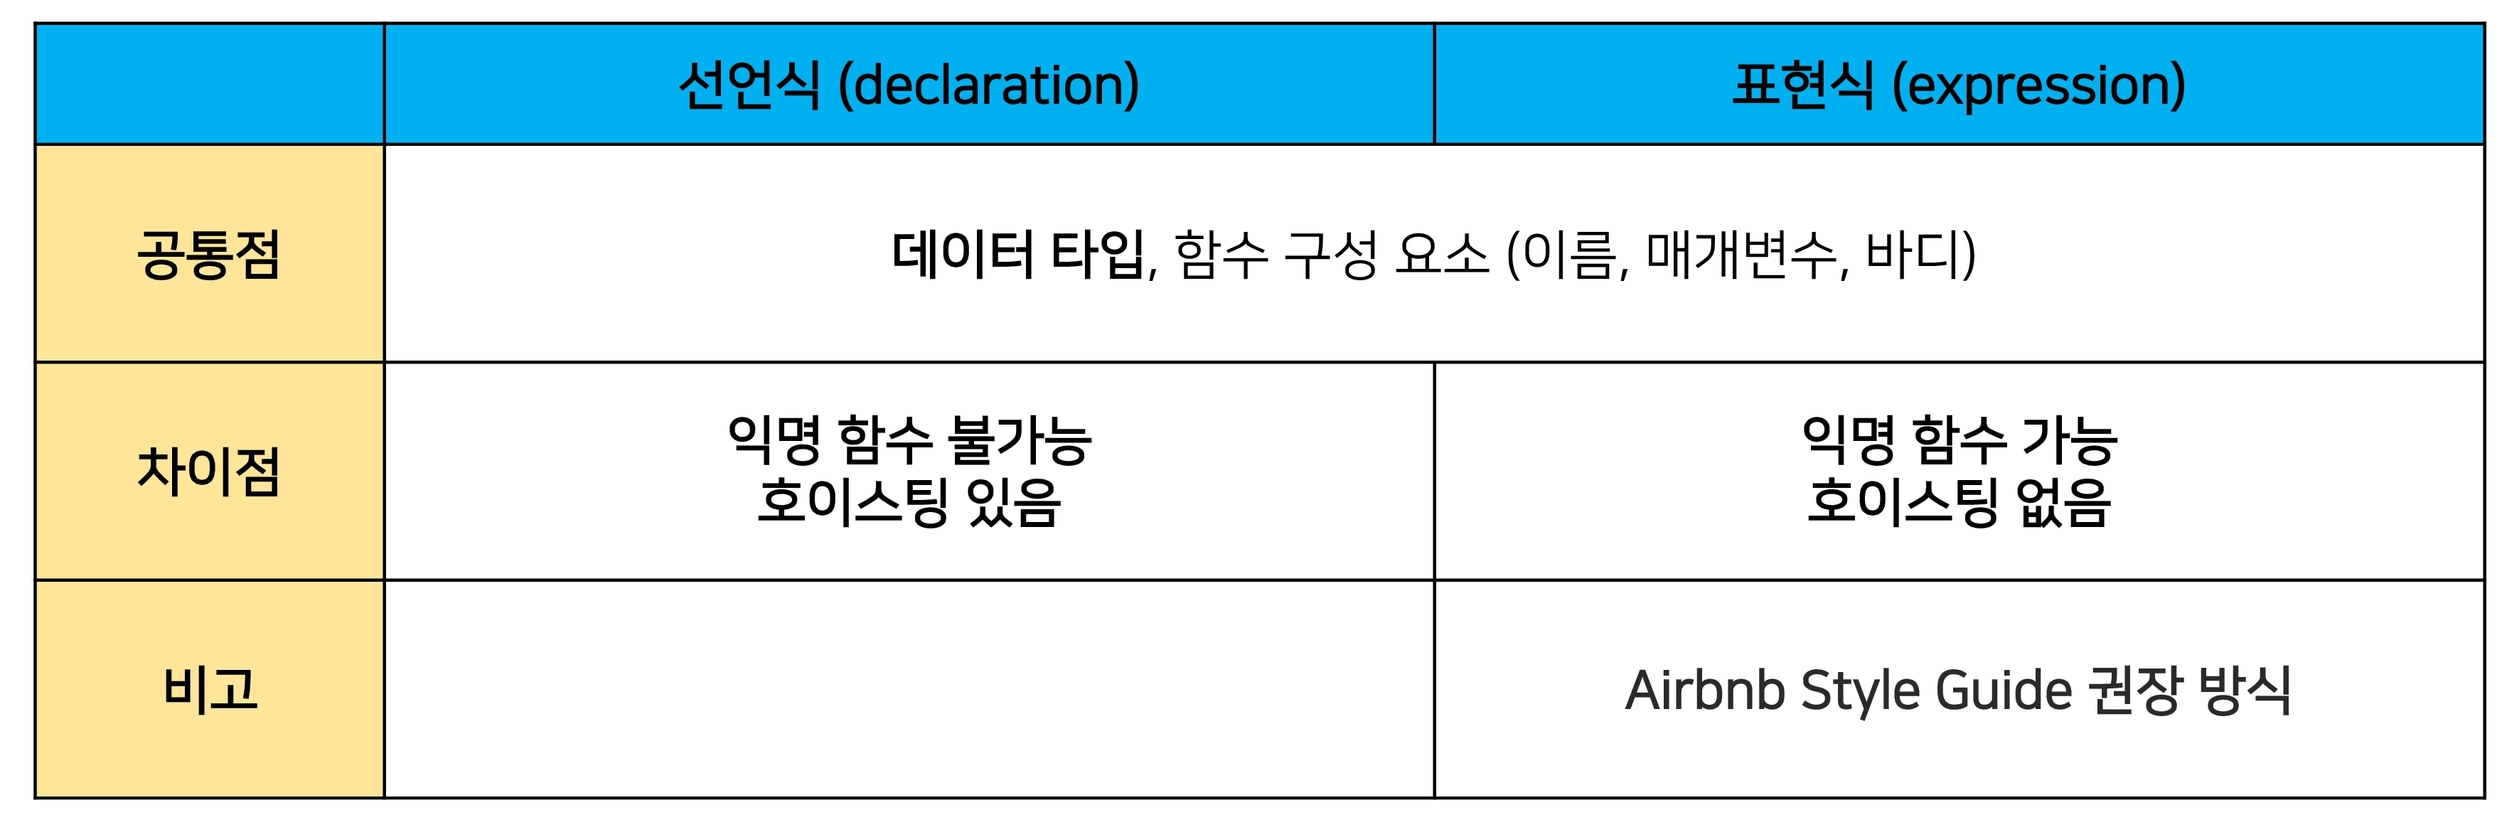 선언식 (declaration)
표현식 (expression)
공통점
데이터 타입, 함수 구성 요소 (이름, 매개변수, 바디)
차이점
익명 함수 불가능
호이스팅 있음
익명 함수 가능
호이스팅 없음
비고
Airbnb Style Guide 권장 방식